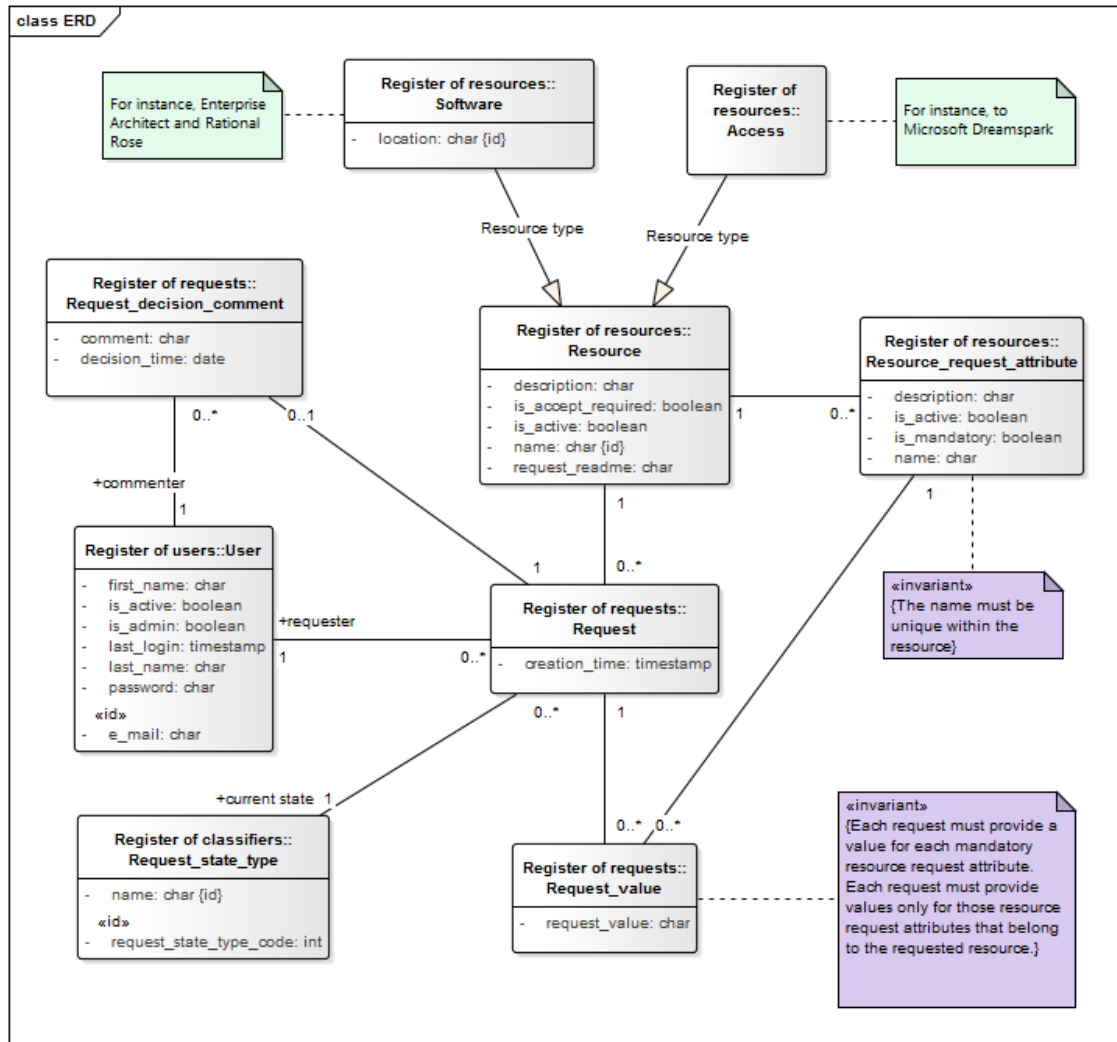 class ERD
For instance, Enterprise
Architect and Rational
Rose
Register of resources::
Software
- location: char {id}
Register of
resources::
Access
For instance, to
Microsoft Dreamspark
Resource type
Resource type
Register of requests::
Request_decision_comment
- comment: char
- decision_time: date
Register of resources::
Resource
- description: char
- is_accept_required: boolean
- is_active: boolean
- name: char {id}
- request_readme: char
Register of resources::
Resource_request_attribute
- description: char
- is_active: boolean
- is_mandatory: boolean
- name: char
1
0..*
0..*
0..1
+commenter
1
1
0..*
1
Register of users::User
- first_name: char
- is_active: boolean
- is_admin: boolean
- last_login: timestamp
- last_name: char
- password: char
«id»
- e_mail: char
+requester
1
0..*
1
Register of requests::
Request
- creation_time: timestamp
«invariant»
{The name must be
unique within the
resource}
0..*
1
+current state 1
Register of classifiers::
Request_state_type
- name: char {id}
«id»
- request_state_type_code: int
0..*
0..*
Register of requests::
Request_value
- request_value: char
«invariant»
{Each request must provide a
value for each mandatory
resource request attribute.
Each request must provide
values only for those resource
request attributes that belong
to the requested resource.}